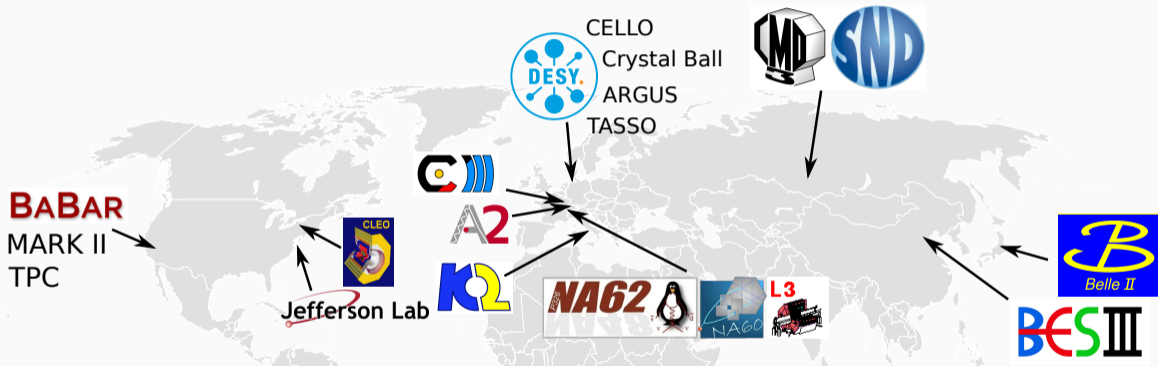 BABAR
MARK II
TPC
CLEO
Jefferson Lab
DESY.
CELLO
Crystal Ball
ARGUS
TASSO
A2
NA62
NA60
L3
CMD
3
SND
Belle II
BESIII